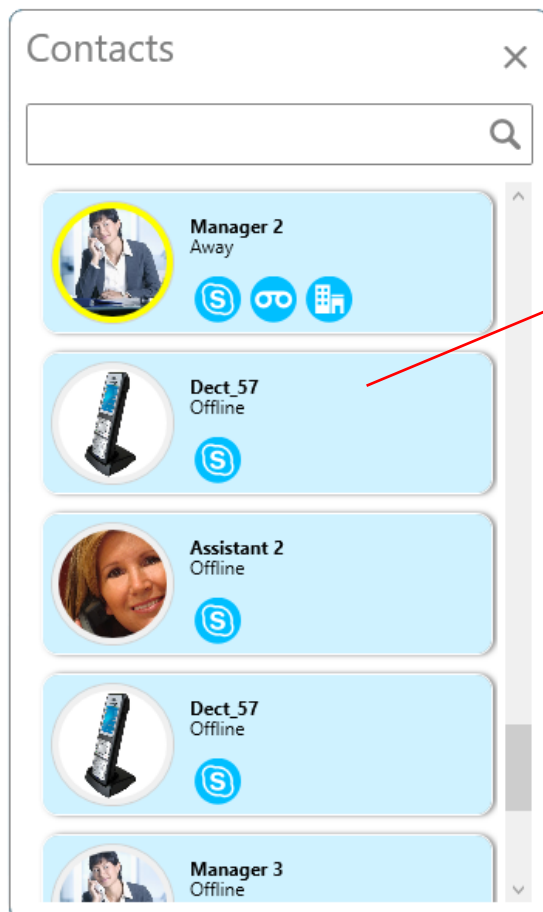 Contacts
Manager 2
Away
Dect_57
Offline
Assistant 2
Offline
Dect_57
Offline
Manager 3
Offline